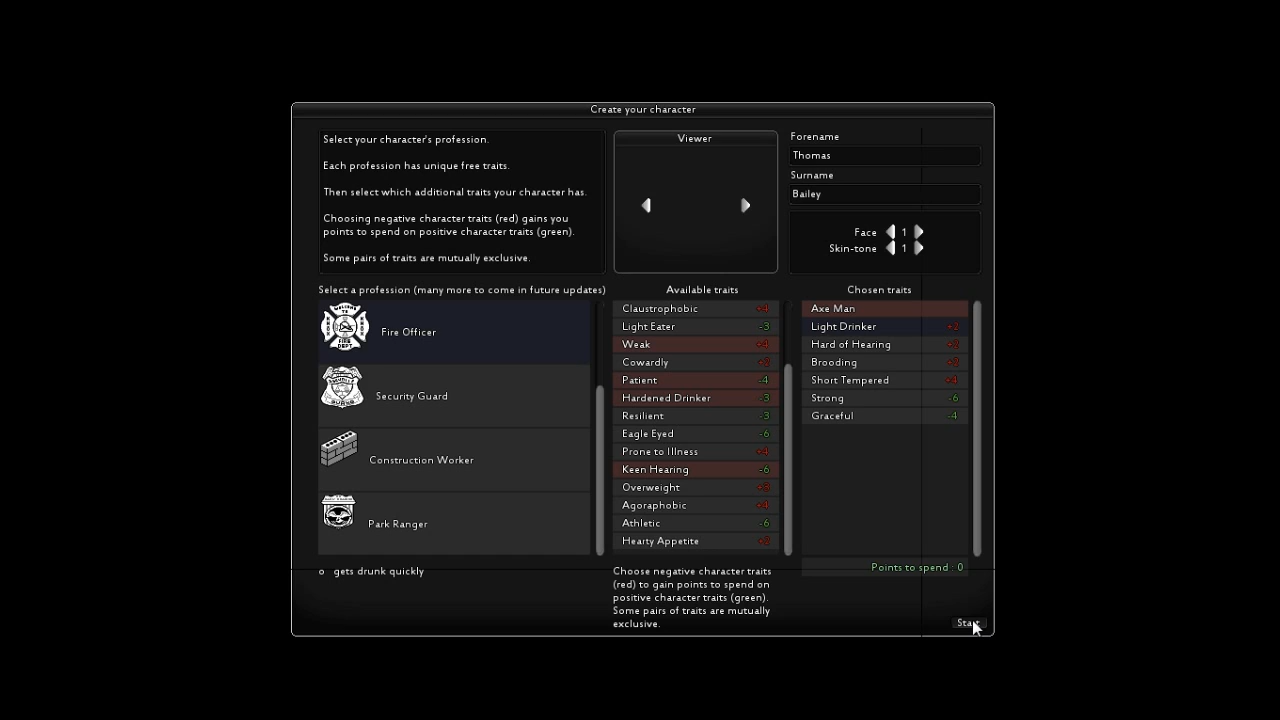 Create your character
Select your character's profession.
Each profession has unique free traits.
Then select which additional traits your character has.
Choosing negative character traits (red) gains you
points to spend on positive character traits (green).
Some pairs of traits are mutually exclusive.
Viewer
Forename
Thomas
Surname
Bailey
Face 1
Skin-tone 1
Select a profession (many more to come in future updates)
Fire Officer
Security Guard
Construction Worker
Park Ranger
o gets drunk quickly
Available traits
Claustrophobic +4
Light Eater -3
Weak +4
Cowardly
Patient -4
Hardened Drinker -3
Resilient -3
Eagle Eyed -6
Prone to Illness +4
Keen Hearing -6
Overweight
Agoraphobic +4
Athletic -6
Hearty Appetite
Choose negative character traits
(red) to gain points to spend on
positive character traits (green).
Some pairs of traits are mutually
exclusive.
Chosen traits
Axe Man
Light Drinker +2
Hard of Hearing
Brooding
Short Tempered +4
Strong -6
Graceful -4
Points to spend : 0